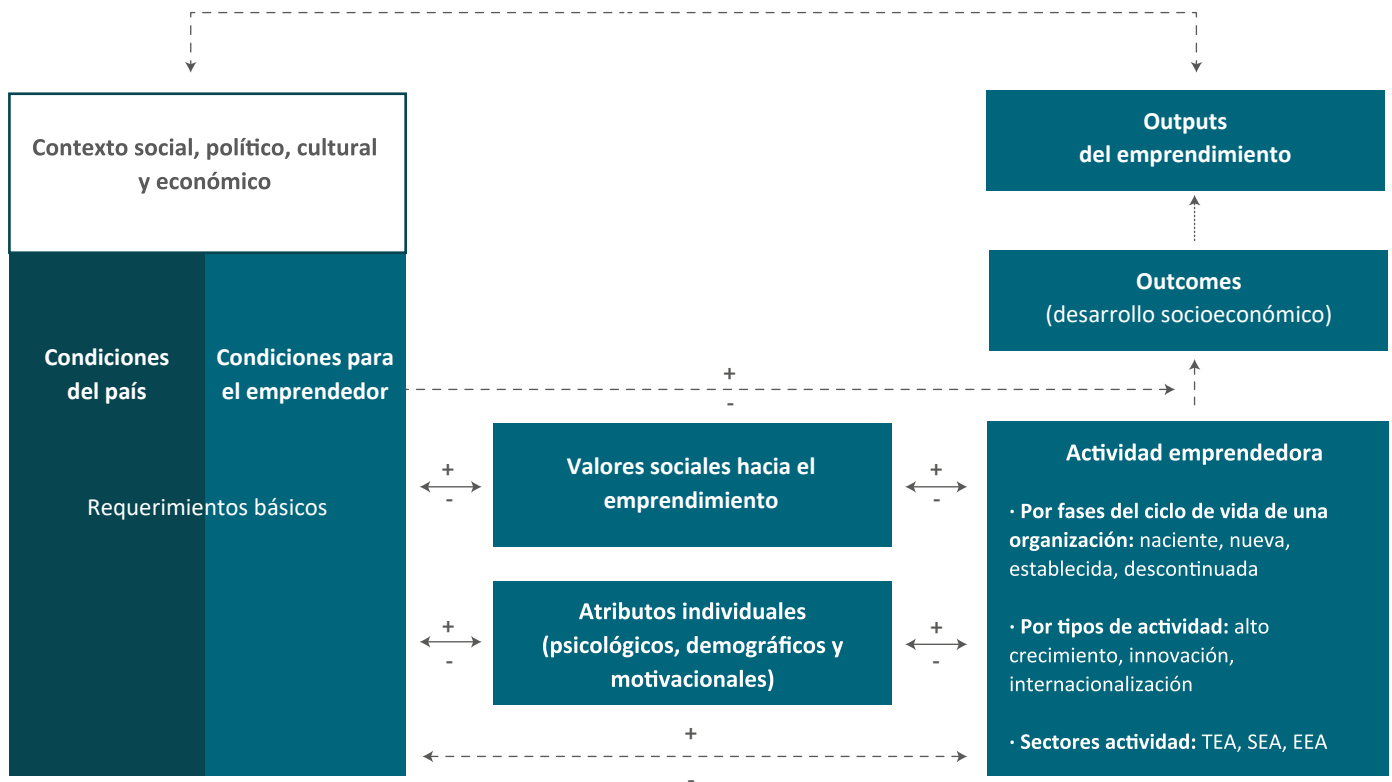 Contexto social, político, cultural
y económico
Condiciones
del país
Condiciones para
el emprendedor
Requerimientos básicos
+
-
+
-
Valores sociales hacia el
emprendimiento
+
-
+
-
Atributos individuales
(psicológicos, demográficos y
motivacionales)
+
-
+
-
Outputs
del emprendimiento
Outcomes
(desarrollo socioeconómico)
Actividad emprendedora
· Por fases del ciclo de vida de una
organización: naciente, nueva,
establecida, descontinuada
· Por tipos de actividad: alto
crecimiento, innovación,
internacionalización
· Sectores actividad: TEA, SEA, EEA